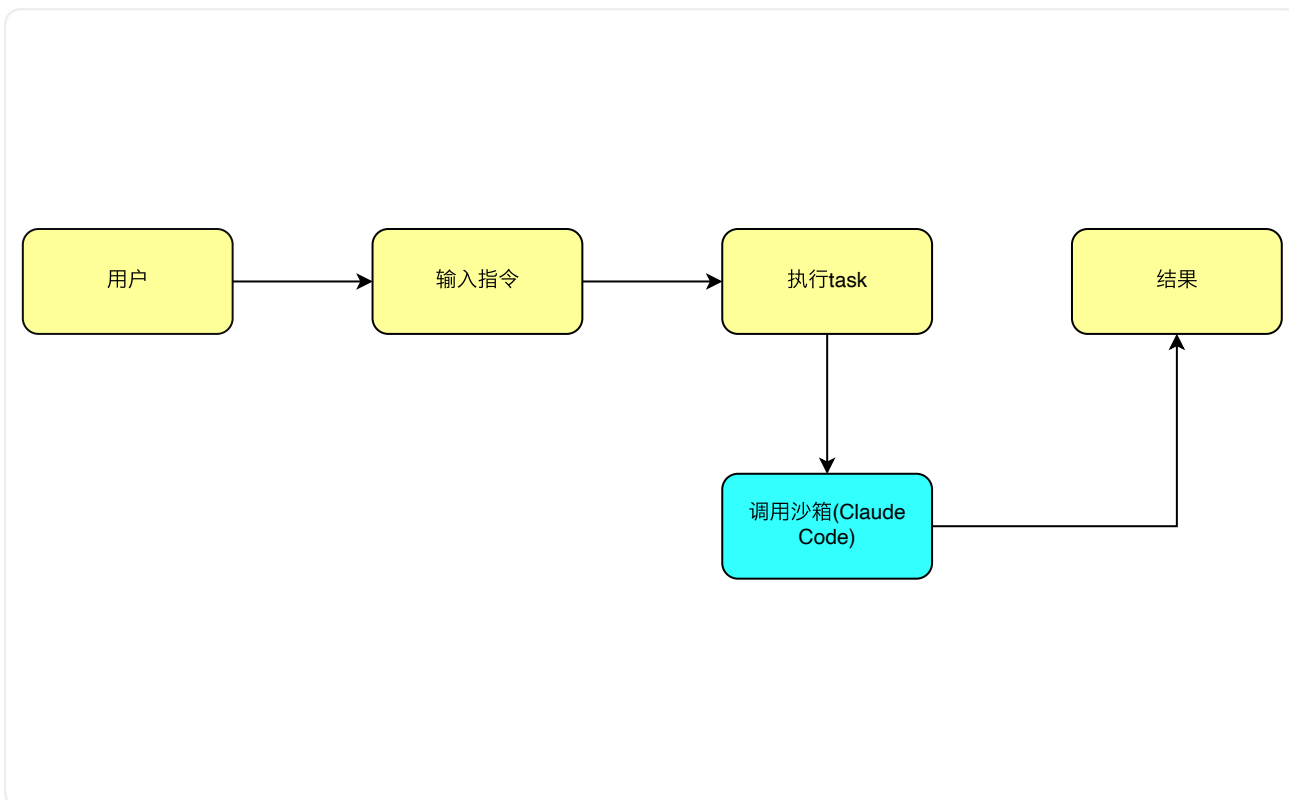 用户
输入指令
执行task
结果
调用沙箱(Claude
Code)